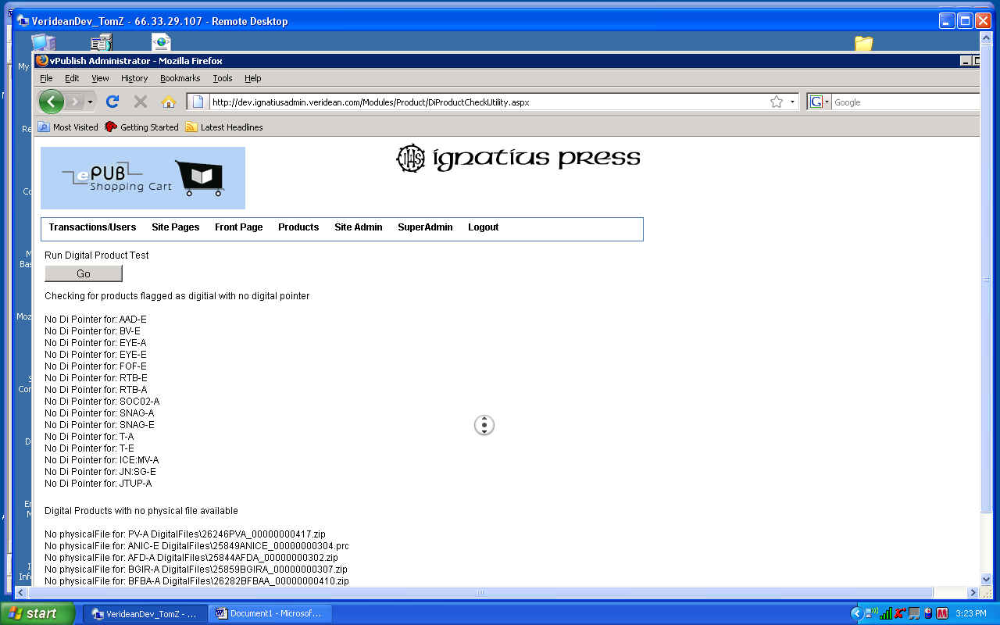 VerideanDev_TomZ - 66.33.29.107 - Remote Desktop
vPublish Administrator - Mozilla Firefox
File Edit View History Bookmarks Tools Help
http://dev.ignatiusadmin.veridean.com/Modules/Product/DiProductCheckUtility.aspx
G Google
Most Visited Getting Started Latest Headlines
My
Re
Co
M
Bas
Moz
S
Con
D
En
M
I
Info
ePUB
Shopping Cart
IHS ignatius press
Transactions/Users Site Pages Front Page Products Site Admin SuperAdmin Logout
Run Digital Product Test
Go
Checking for products flagged as digitial with no digital pointer
No Di Pointer for: AAD-E
No Di Pointer for: BV-E
No Di Pointer for: EYE-A
No Di Pointer for: EYE-E
No Di Pointer for: FOF-E
No Di Pointer for: RTB-E
No Di Pointer for: RTB-A
No Di Pointer for: SOC02-A
No Di Pointer for: SNAG-A
No Di Pointer for: SNAG-E
No Di Pointer for: T-A
No Di Pointer for: T-E
No Di Pointer for: ICE:MV-A
No Di Pointer for: JN:SG-E
No Di Pointer for: JTUP-A
Digital Products with no physical file available
No physicalFile for: PV-A DigitalFiles\26246PVA_00000000417.zip
No physicalFile for: ANIC-E DigitalFiles\25849ANICE_00000000304.prc
No physicalFile for: AFD-A DigitalFiles\25844AFDA_00000000302.zip
No physicalFile for: BGIR-A DigitalFiles\25859BGIRA_00000000307.zip
No physicalFile for: BFBA-A DigitalFiles\26282BFBAA_00000000410.zip
start VerideanDev_TomZ - ... Document1 - Microsof... 3:23 PM